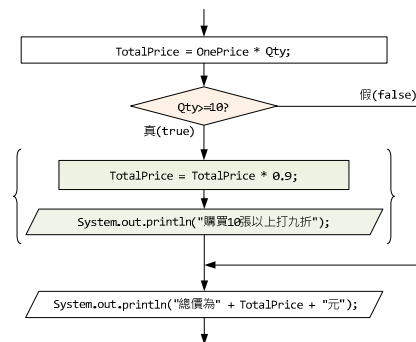 TotalPrice = OnePrice * Qty;
Qty>=10?
假(false)
真(true)
TotalPrice = TotalPrice * 0.9;
System.out.println("購買10張以上打九折");
System.out.println("總價為" + TotalPrice + "元");